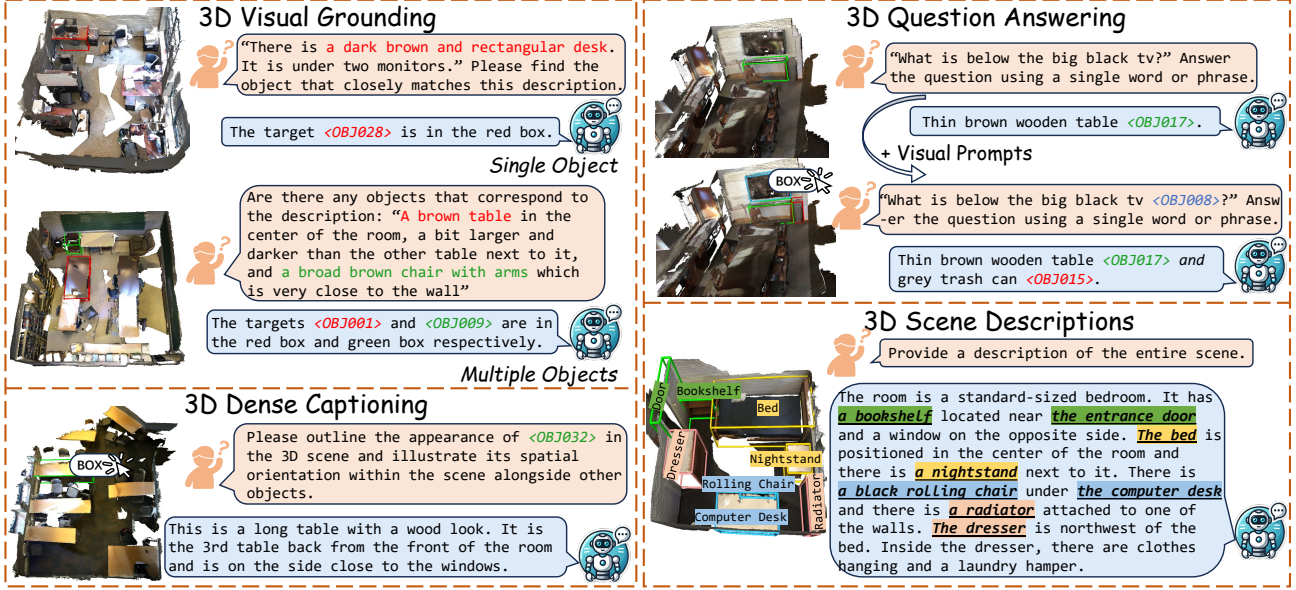 3D Visual Grounding
“There is a dark brown and rectangular desk.
It is under two monitors.” Please find the
object that closely matches this description.
The target <OBJ028> is in the red box.
Single Object
Are there any objects that correspond to
the description: “A brown table in the
center of the room, a bit larger and
darker than the other table next to it,
and a broad brown chair with arms which
is very close to the wall”
The targets <OBJ001> and <OBJ009> are in
the red box and green box respectively.
Multiple Objects
3D Dense Captioning
BOX
Please outline the appearance of <OBJ032> in
the 3D scene and illustrate its spatial
orientation within the scene alongside other
objects.
This is a long table with a wood look. It is
the 3rd table back from the front of the room
and is on the side close to the windows.
3D Question Answering
“What is below the big black tv?” Answer
the question using a single word or phrase.
Thin brown wooden table <OBJ017>.
+ Visual Prompts
BOX
“What is below the big black tv <OBJ008>?” Answ
-er the question using a single word or phrase.
Thin brown wooden table <OBJ017> and
grey trash can <OBJ015>.
3D Scene Descriptions
Provide a description of the entire scene.
Door
Bookshelf
Bed
Dresser
Nightstand
Rolling Chair
Computer Desk
Radiator
The room is a standard-sized bedroom. It has
a bookshelf located near the entrance door
and a window on the opposite side. The bed is
positioned in the center of the room and
there is a nightstand next to it. There is
a black rolling chair under the computer desk
and there is a radiator attached to one of
the walls. The dresser is northwest of the
bed. Inside the dresser, there are clothes
hanging and a laundry hamper.